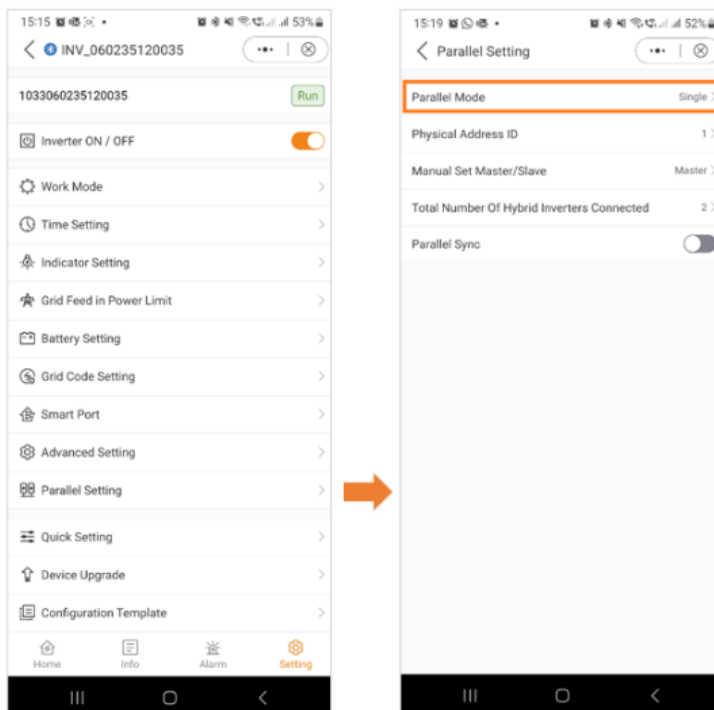 15:15
53%
INV_060235120035
1033060235120035
Run
Inverter ON / OFF
Work Mode
Time Setting
Indicator Setting
Grid Feed in Power Limit
Battery Setting
Grid Code Setting
Smart Port
Advanced Setting
Parallel Setting
Quick Setting
Device Upgrade
Configuration Template
Home
Info
Alarm
Setting
15:19
52%
Parallel Setting
Parallel Mode
Single
Physical Address ID
1
Manual Set Master/Slave
Master
Total Number Of Hybrid Inverters Connected
2
Parallel Sync